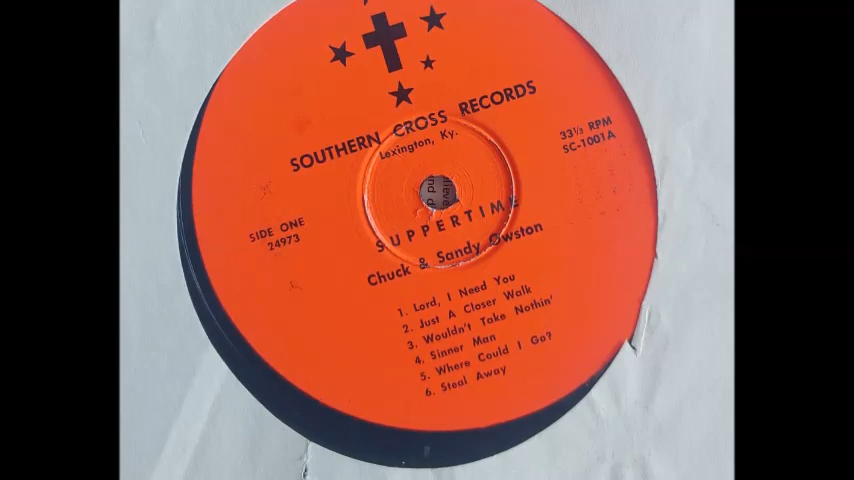 SOUTHERN CROSS RECORDS
Lexington, Ky.
33⅓ RPM
SC-1001A
SIDE ONE
24973
SUPPERTIME
Chuck & Sandy Owston
1. Lord, I Need You
2. Just A Closer Walk
3. Wouldn't Take Nothin'
4. Sinner Man
5. Where Could I Go?
6. Steal Away